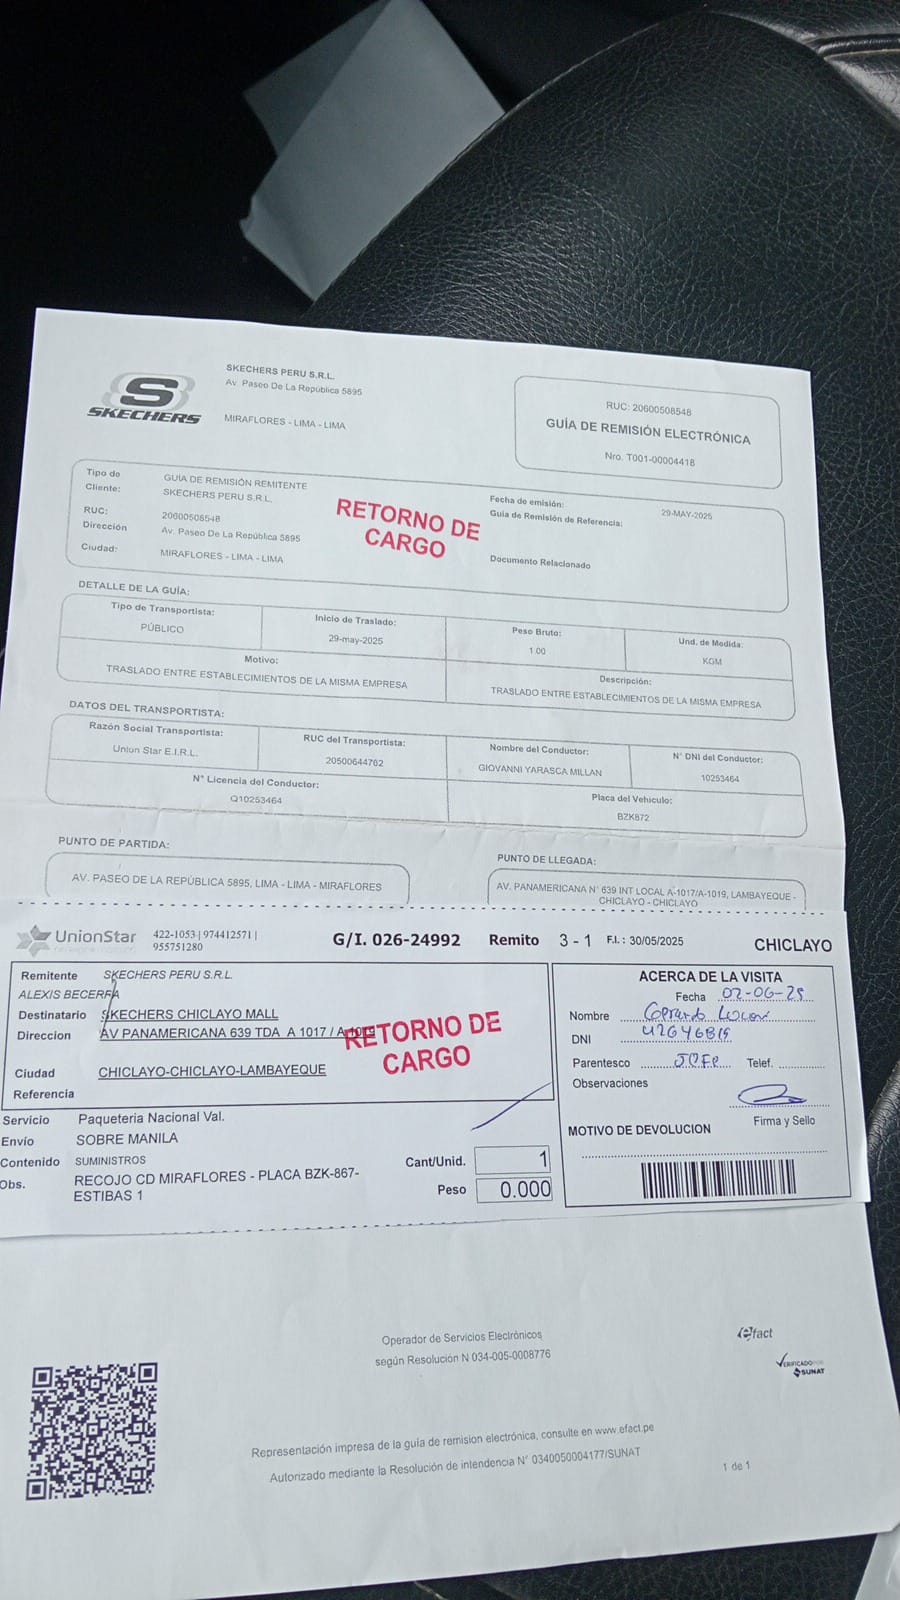 SKECHERS
SKECHERS PERU S.R.L.
Av. Paseo De La República 5895
MIRAFLORES - LIMA - LIMA
RUC: 20600508548
GUÍA DE REMISIÓN ELECTRÓNICA
Nro. T001-00004418
Tipo de
Cliente:
GUÍA DE REMISIÓN REMITENTE
SKECHERS PERU S.R.L.
RUC:
20600508548
Dirección
Av. Paseo De La República 5895
Ciudad:
MIRAFLORES - LIMA - LIMA
RETORNO DE
CARGO
Fecha de emisión:
29-MAY-2025
Guia de Remisión de Referencia:
Documento Relacionado
DETALLE DE LA GUÍA:
Tipo de Transportista:
PÚBLICO
Inicio de Traslado:
29-may-2025
Peso Bruto:
1.00
Und. de Medida:
KGM
Motivo:
TRASLADO ENTRE ESTABLECIMIENTOS DE LA MISMA EMPRESA
Descripción:
TRASLADO ENTRE ESTABLECIMIENTOS DE LA MISMA EMPRESA
DATOS DEL TRANSPORTISTA:
Razón Social Transportista:
Union Star E.I.R.L.
RUC del Transportista:
20500644762
Nombre del Conductor:
GIOVANNI YARASCA MILLAN
N° DNI del Conductor:
10253464
N° Licencia del Conductor:
Q10253464
Placa del Vehiculo:
BZK872
PUNTO DE PARTIDA:
AV. PASEO DE LA REPÚBLICA 5895, LIMA - LIMA - MIRAFLORES
PUNTO DE LLEGADA:
AV. PANAMERICANA N° 639 INT LOCAL A-1017/A-1019, LAMBAYEQUE -
CHICLAYO - CHICLAYO
UnionStar
422-1053 | 974412571 |
955751280
G/I. 026-24992 Remito 3 - 1 F.I.: 30/05/2025 CHICLAYO
Remitente SKECHERS PERU S.R.L.
ALEXIS BECERRA
Destinatario SKECHERS CHICLAYO MALL
Direccion AV PANAMERICANA 639 TDA A 1017 / A 1019
RETORNO DE
CARGO
Ciudad CHICLAYO-CHICLAYO-LAMBAYEQUE
Referencia
Servicio Paqueteria Nacional Val.
Envío SOBRE MANILA
Contenido SUMINISTROS
Obs. RECOJO CD MIRAFLORES - PLACA BZK-867-
ESTIBAS 1
Cant/Unid. 1
Peso 0.000
ACERCA DE LA VISITA
Fecha 02-06-25
Nombre Gerardo
DNI
Parentesco Jefe Telef.
Observaciones
Firma y Sello
MOTIVO DE DEVOLUCION
Operador de Servicios Electrónicos
según Resolución N 034-005-0008776
efact
VERIFICADO POR
SUNAT
Representación impresa de la guía de remision electrónica, consulte en www.efact.pe
Autorizado mediante la Resolución de intendencia N° 0340050004177/SUNAT
1 de 1